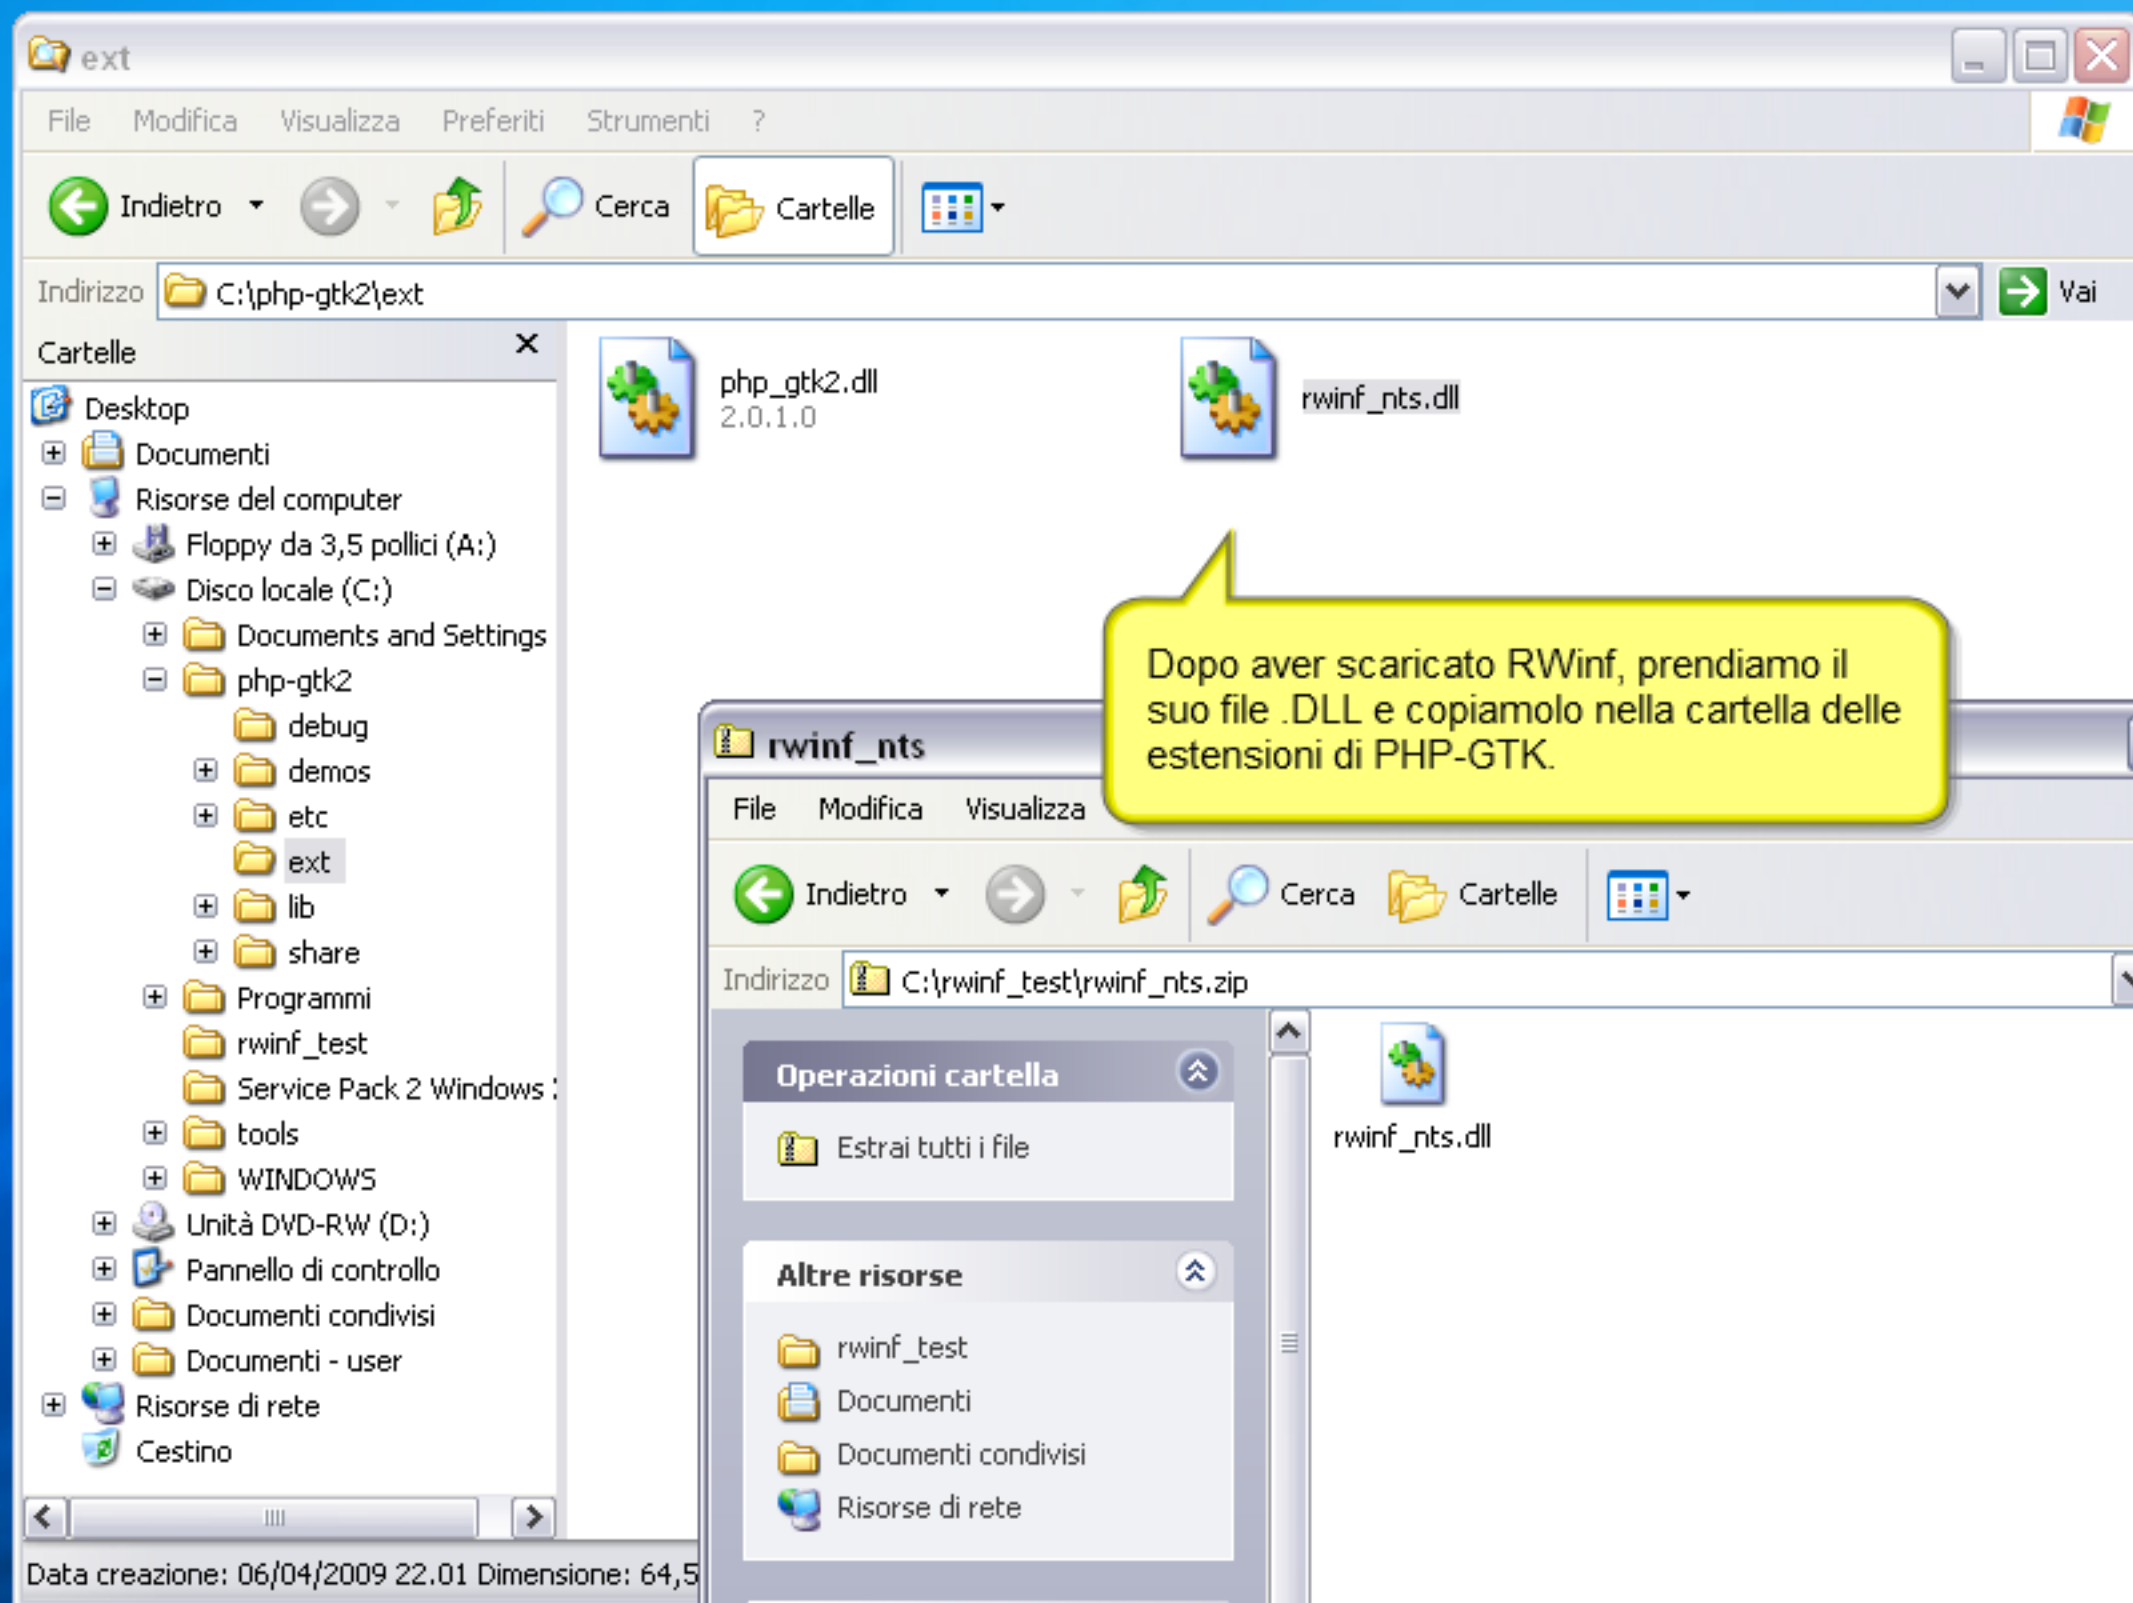 ext
File Modifica Visualizza Preferiti Strumenti ?
Indietro Cerca Cartelle
Indirizzo C:\php-gtk2\ext Vai
Cartelle
Desktop
Documenti
Risorse del computer
Floppy da 3,5 pollici (A:)
Disco locale (C:)
Documents and Settings
php-gtk2
debug
demos
etc
ext
lib
share
Programmi
rwinf_test
Service Pack 2 Windows
tools
WINDOWS
Unità DVD-RW (D:)
Pannello di controllo
Documenti condivisi
Documenti - user
Risorse di rete
Cestino
Data creazione: 06/04/2009 22.01 Dimensione: 64,5
php_gtk2.dll
2.0.1.0
rwinf_nts.dll
Dopo aver scaricato RWinf, prendiamo il
suo file .DLL e copiamolo nella cartella delle
estensioni di PHP-GTK.
rwinf_nts
File Modifica Visualizza
Indietro Cerca Cartelle
Indirizzo C:\rwinf_test\rwinf_nts.zip
Operazioni cartella
Estrai tutti i file
Altre risorse
rwinf_test
Documenti
Documenti condivisi
Risorse di rete
rwinf_nts.dll